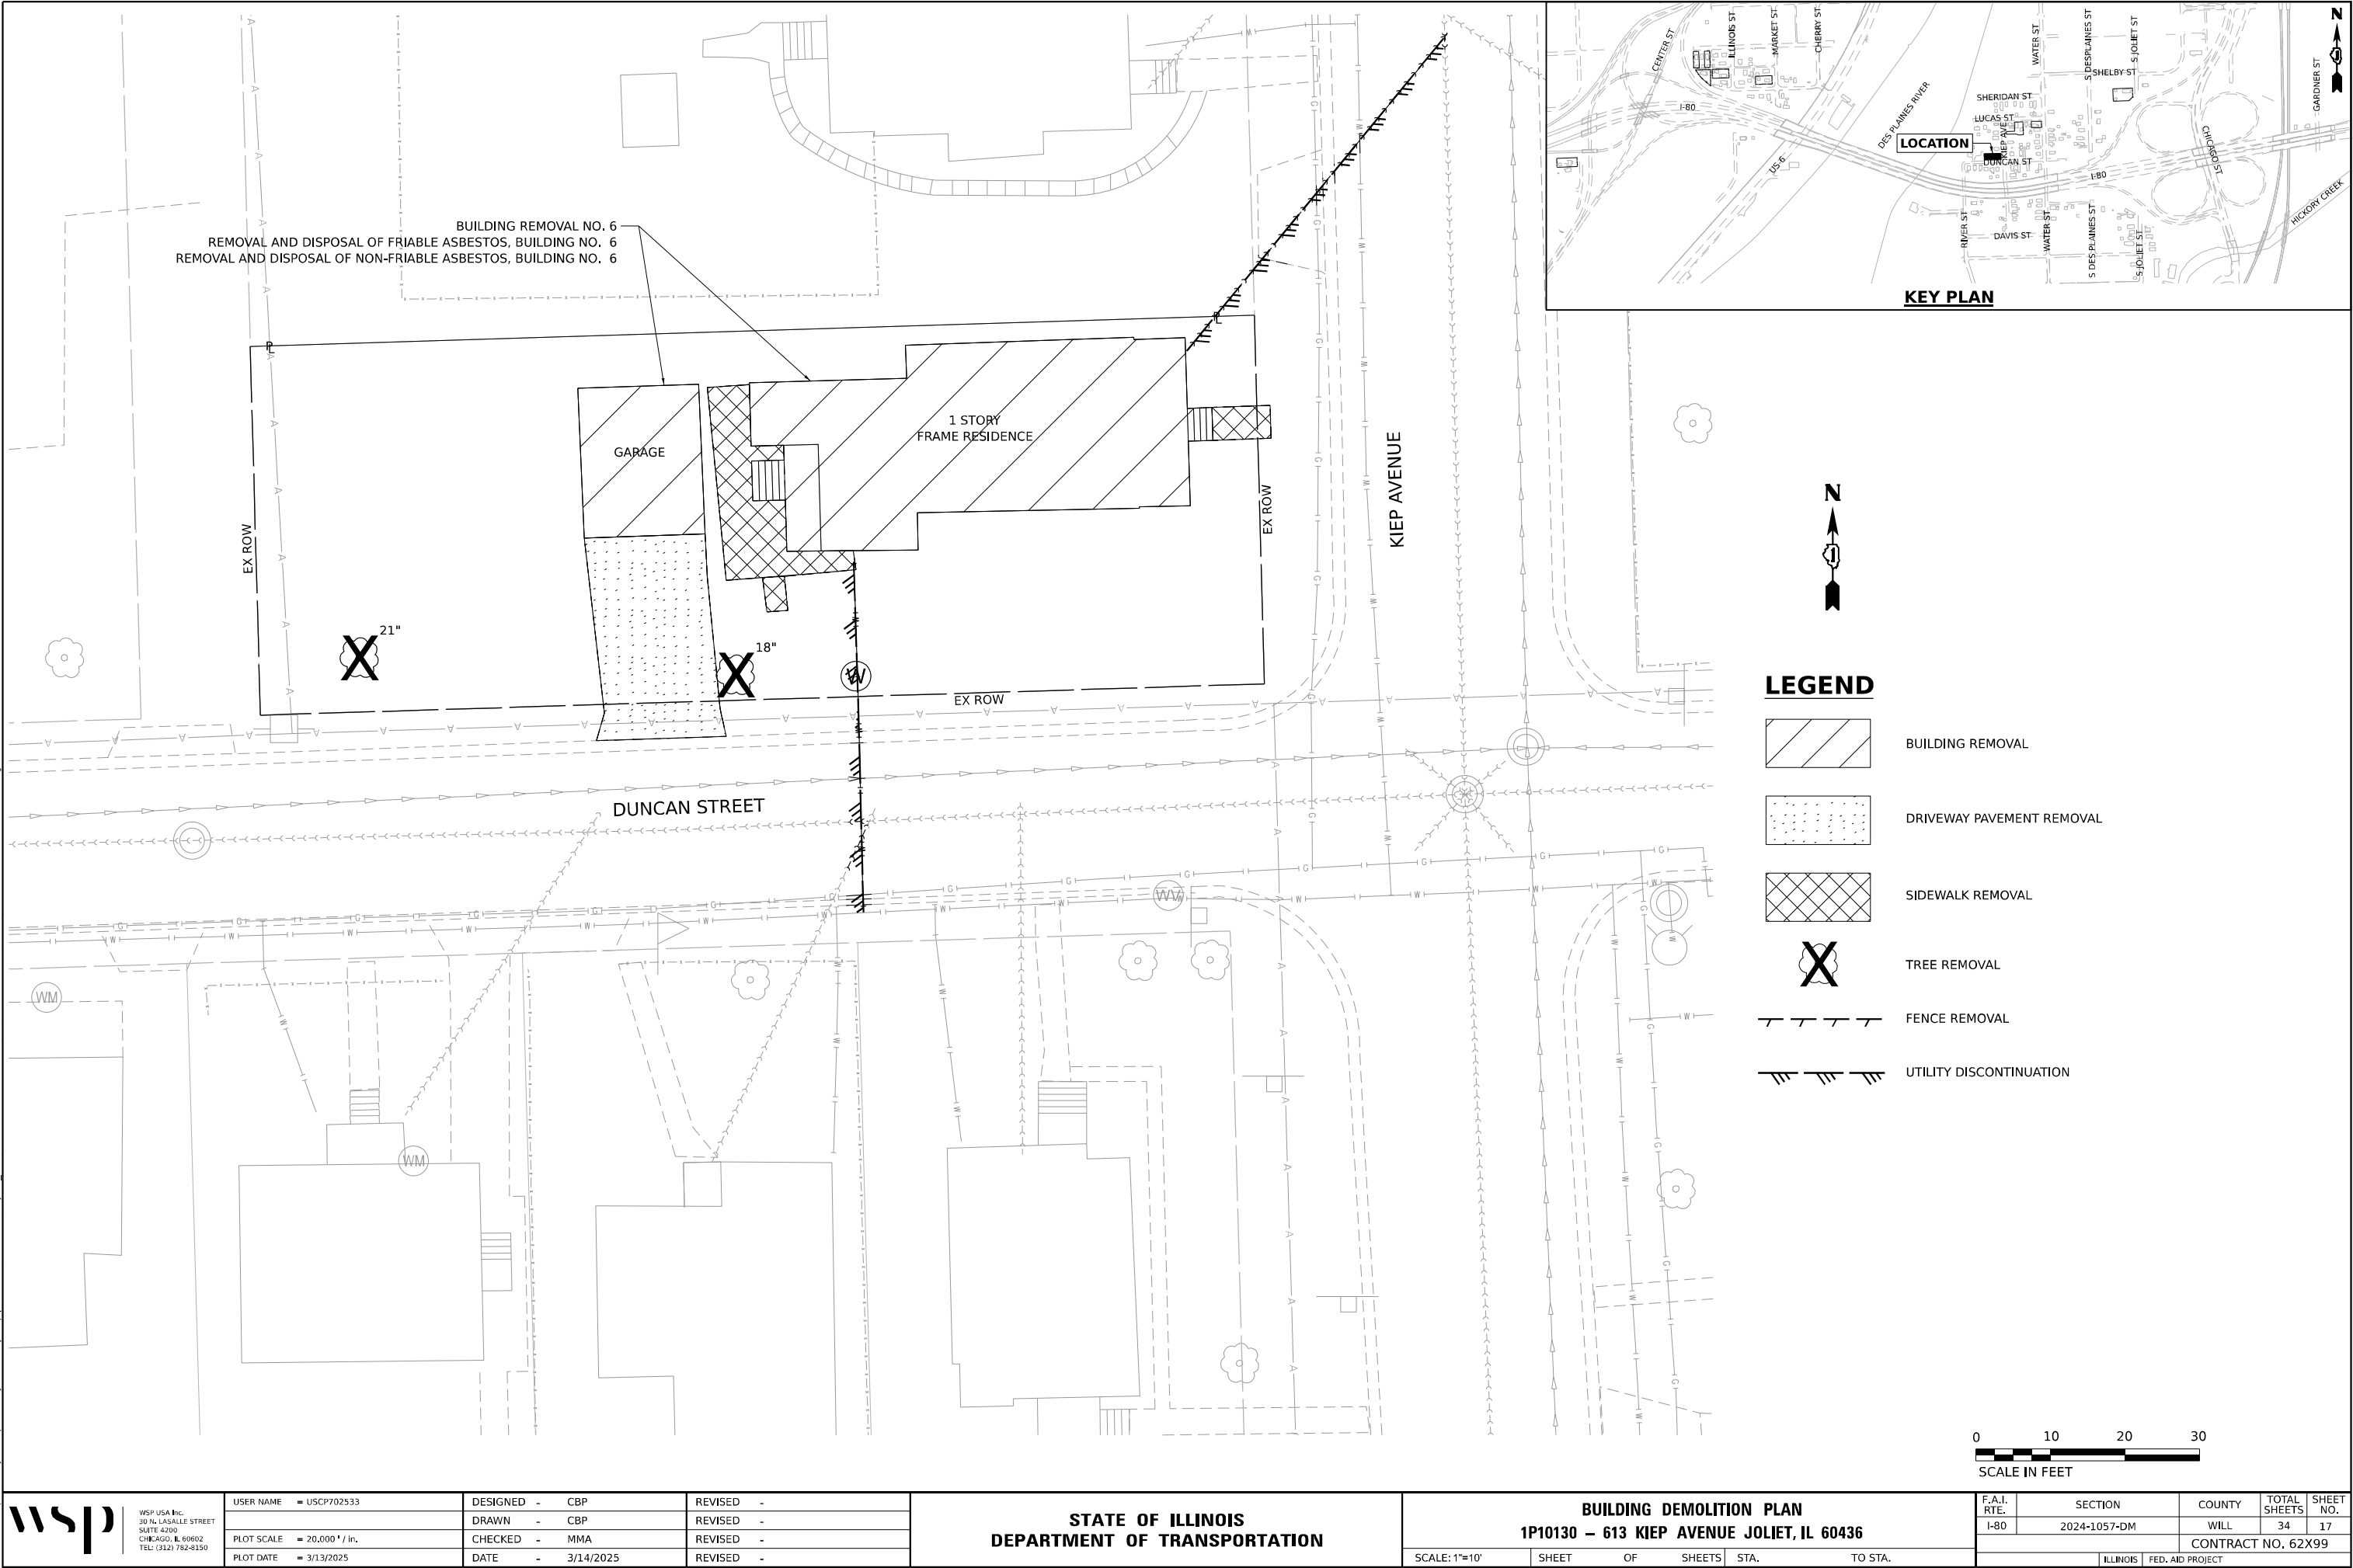 BUILDING REMOVAL NO. 6
REMOVAL AND DISPOSAL OF FRIABLE ASBESTOS, BUILDING NO. 6
REMOVAL AND DISPOSAL OF NON-FRIABLE ASBESTOS, BUILDING NO. 6
1 STORY
FRAME RESIDENCE
GARAGE
EX ROW
EX ROW
EX ROW
21"
18"
W
KIEP AVENUE
DUNCAN STREET
WM
WM
WV
CENTER ST
ILLINOIS ST
MARKET ST
CHERRY ST
WATER ST
S DESPLAINES ST
S JOLIET ST
SHELBY ST
GARDNER ST
N
I-80
DES PLAINES RIVER
SHERIDAN ST
LUCAS ST
KIEP AVE
LOCATION
DUNCAN ST
US-6
I-80
CHICAGO ST
HICKORY CREEK
RIVER ST
DAVIS ST
WATER ST
S DES PLAINES ST
S JOLIET ST
KEY PLAN
N
LEGEND
BUILDING REMOVAL
DRIVEWAY PAVEMENT REMOVAL
SIDEWALK REMOVAL
TREE REMOVAL
FENCE REMOVAL
UTILITY DISCONTINUATION
0 10 20 30
SCALE IN FEET
wsp
WSP USA Inc.
30 N. LASALLE STREET
SUITE 4200
CHICAGO, IL 60602
TEL: (312) 782-8150
USER NAME = USCP702533
PLOT SCALE = 20.000 ' / in.
PLOT DATE = 3/13/2025
DESIGNED - CBP
DRAWN - CBP
CHECKED - MMA
DATE - 3/14/2025
REVISED -
REVISED -
REVISED -
REVISED -
STATE OF ILLINOIS
DEPARTMENT OF TRANSPORTATION
BUILDING DEMOLITION PLAN
1P10130 – 613 KIEP AVENUE JOLIET, IL 60436
SCALE: 1"=10' SHEET OF SHEETS STA. TO STA.
F.A.I. RTE. SECTION COUNTY TOTAL SHEETS SHEET NO.
I-80 2024-1057-DM WILL 34 17
CONTRACT NO. 62X99
ILLINOIS FED. AID PROJECT